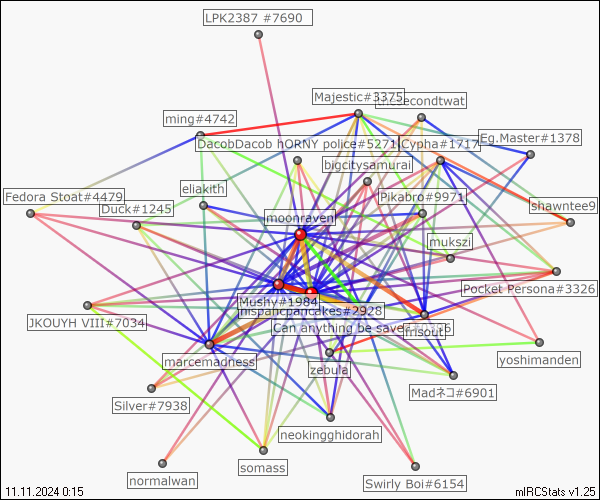 LPK2387 #7690
Majestic#3375
thesecondtwat
ming#4742
DacobDacob hORNY police#5271
Cypha#1717
Eg.Master#1378
bigcitysamurai
eliakith
Fedora Stoat#4479
Pikabro#9971
Duck#1245
shawntee9
moonraven
mukszi
Pocket Persona#3326
Mushy#1984
mispahcpancakes#2928
JKOUYH VIII#7034
Can anything be saved
frisout
marcemadness
zebula
yoshimanden
Madネコ#6901
Silver#7938
neokingghidorah
somass
normalwan
Swirly Boi#6154
11.11.2024 0:15
mIRCStats v1.25